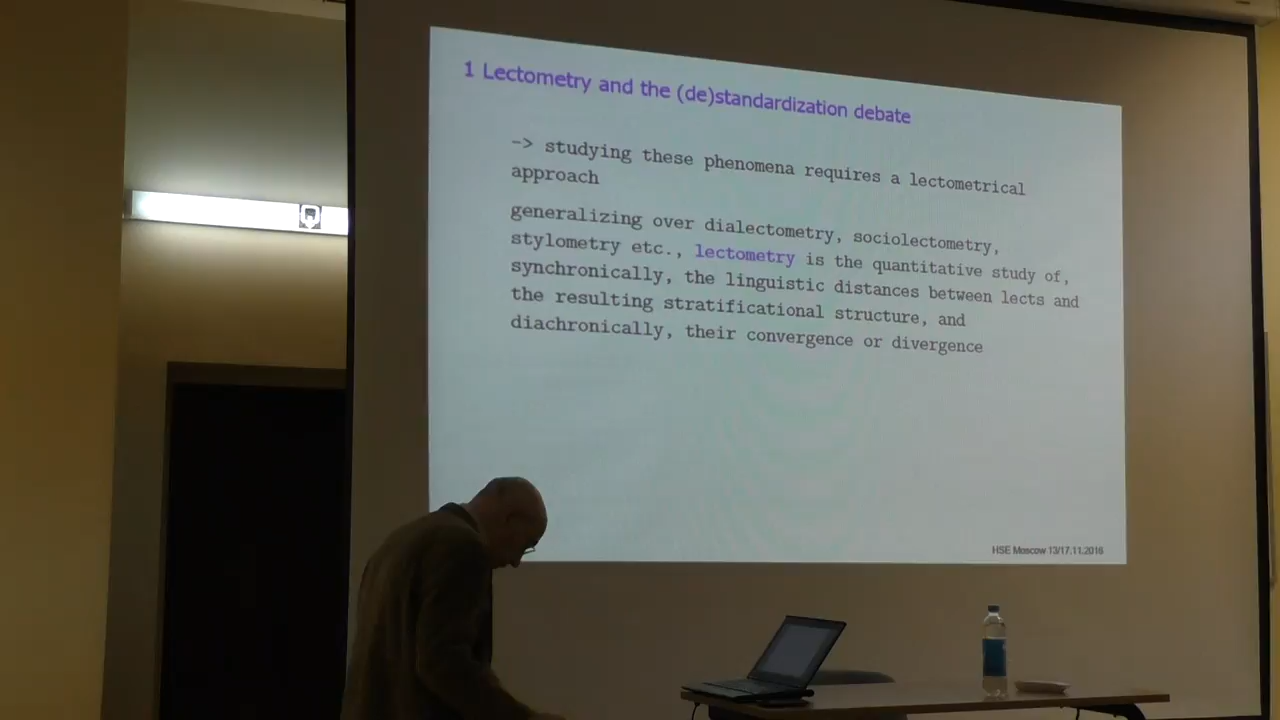 1 Lectometry and the (de)standardization debate
-> studying these phenomena requires a lectometrical
approach
generalizing over dialectometry, sociolectometry,
stylometry etc., lectometry is the quantitative study of,
synchronically, the linguistic distances between lects and
the resulting stratificational structure, and
diachronically, their convergence or divergence
HSE Moscow 13/17.11.2016